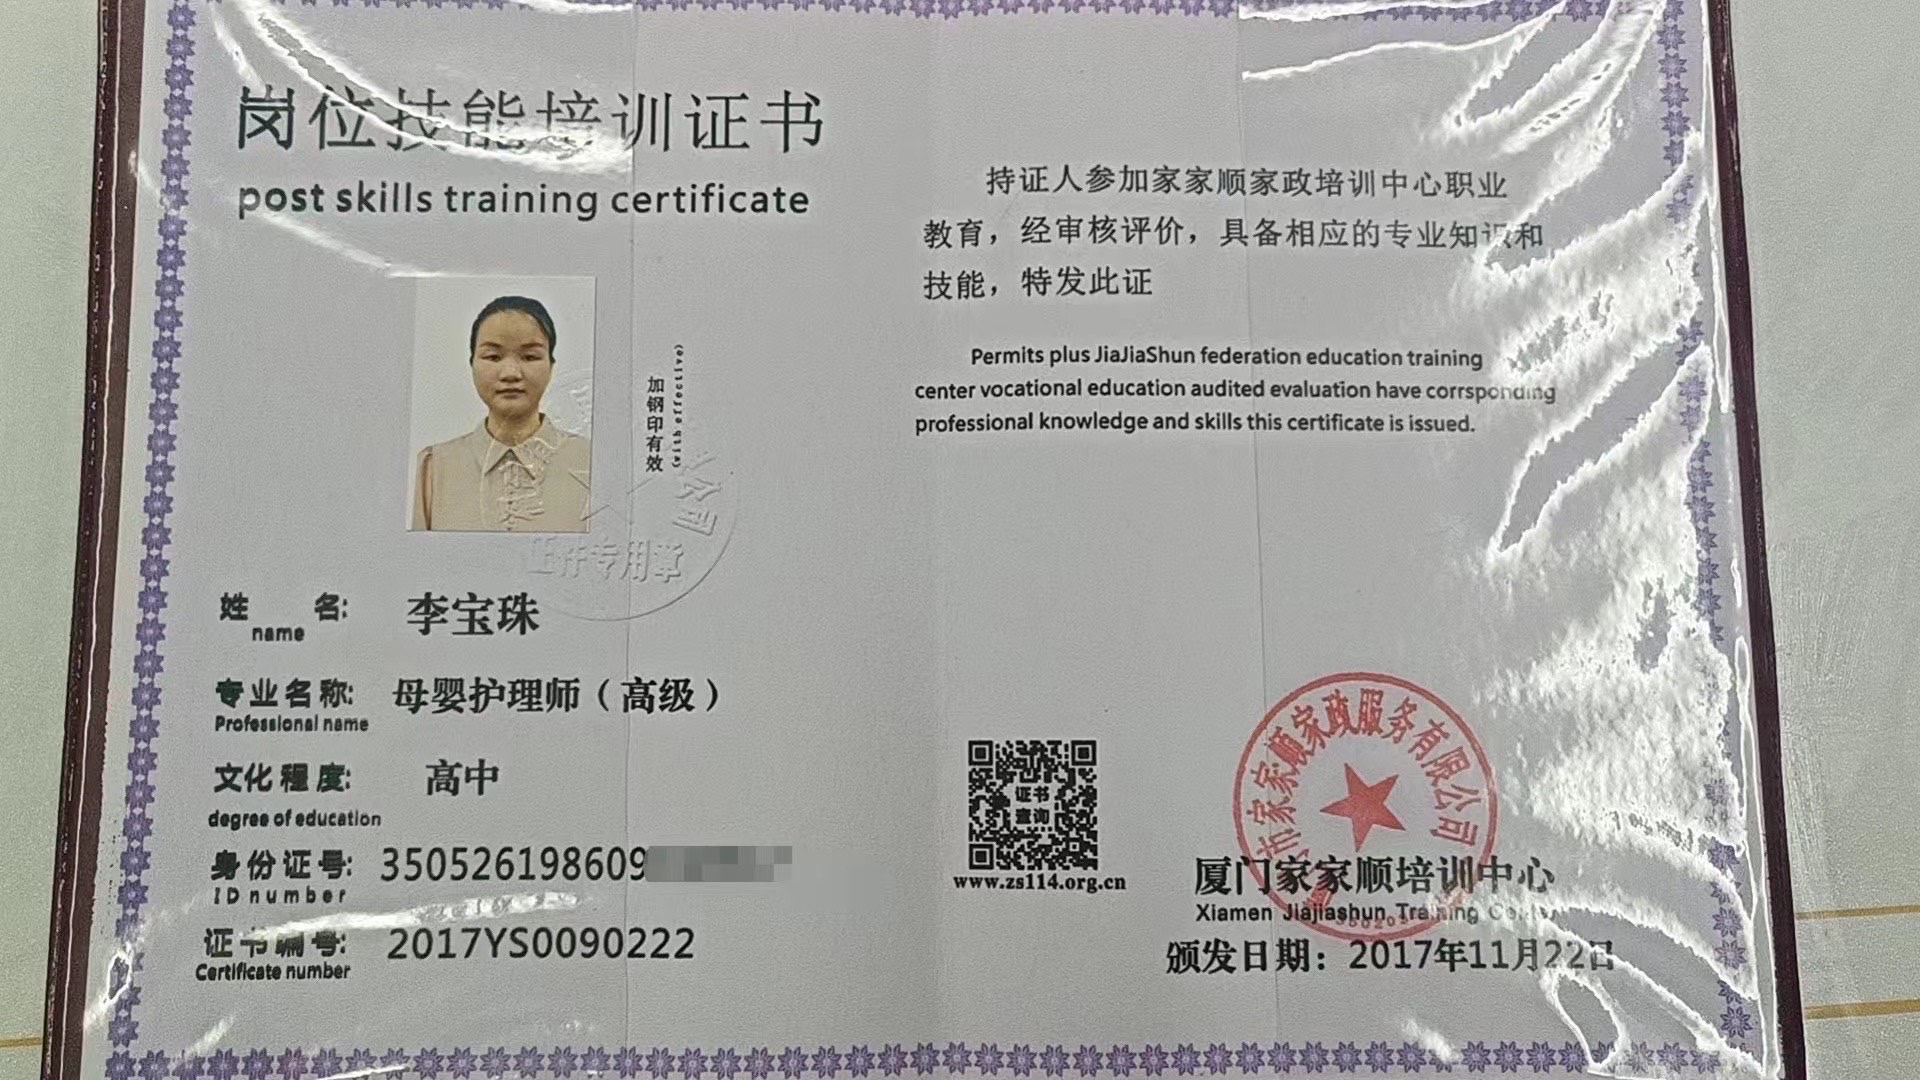 岗位技能培训证书
post skills training certificate
加钢印有效
(with effective)
公司
证件专用章
姓 名: 李宝珠
name
专业名称: 母婴护理师（高级）
Professional name
文化程度: 高中
degree of education
身份证号: 350526198609
ID number
证书编号: 2017YS0090222
Certificate number
持证人参加家家顺家政培训中心职业
教育，经审核评价，具备相应的专业知识和
技能，特发此证
Permits plus JiaJiaShun federation education training
center vocational education audited evaluation have corrsponding
professional knowledge and skills this certificate is issued.
证书
查询
www.zs114.org.cn
市家家顺家政服务有限公司
厦门家家顺培训中心
Xiamen Jiajiashun Training Center
颁发日期：2017年11月22日